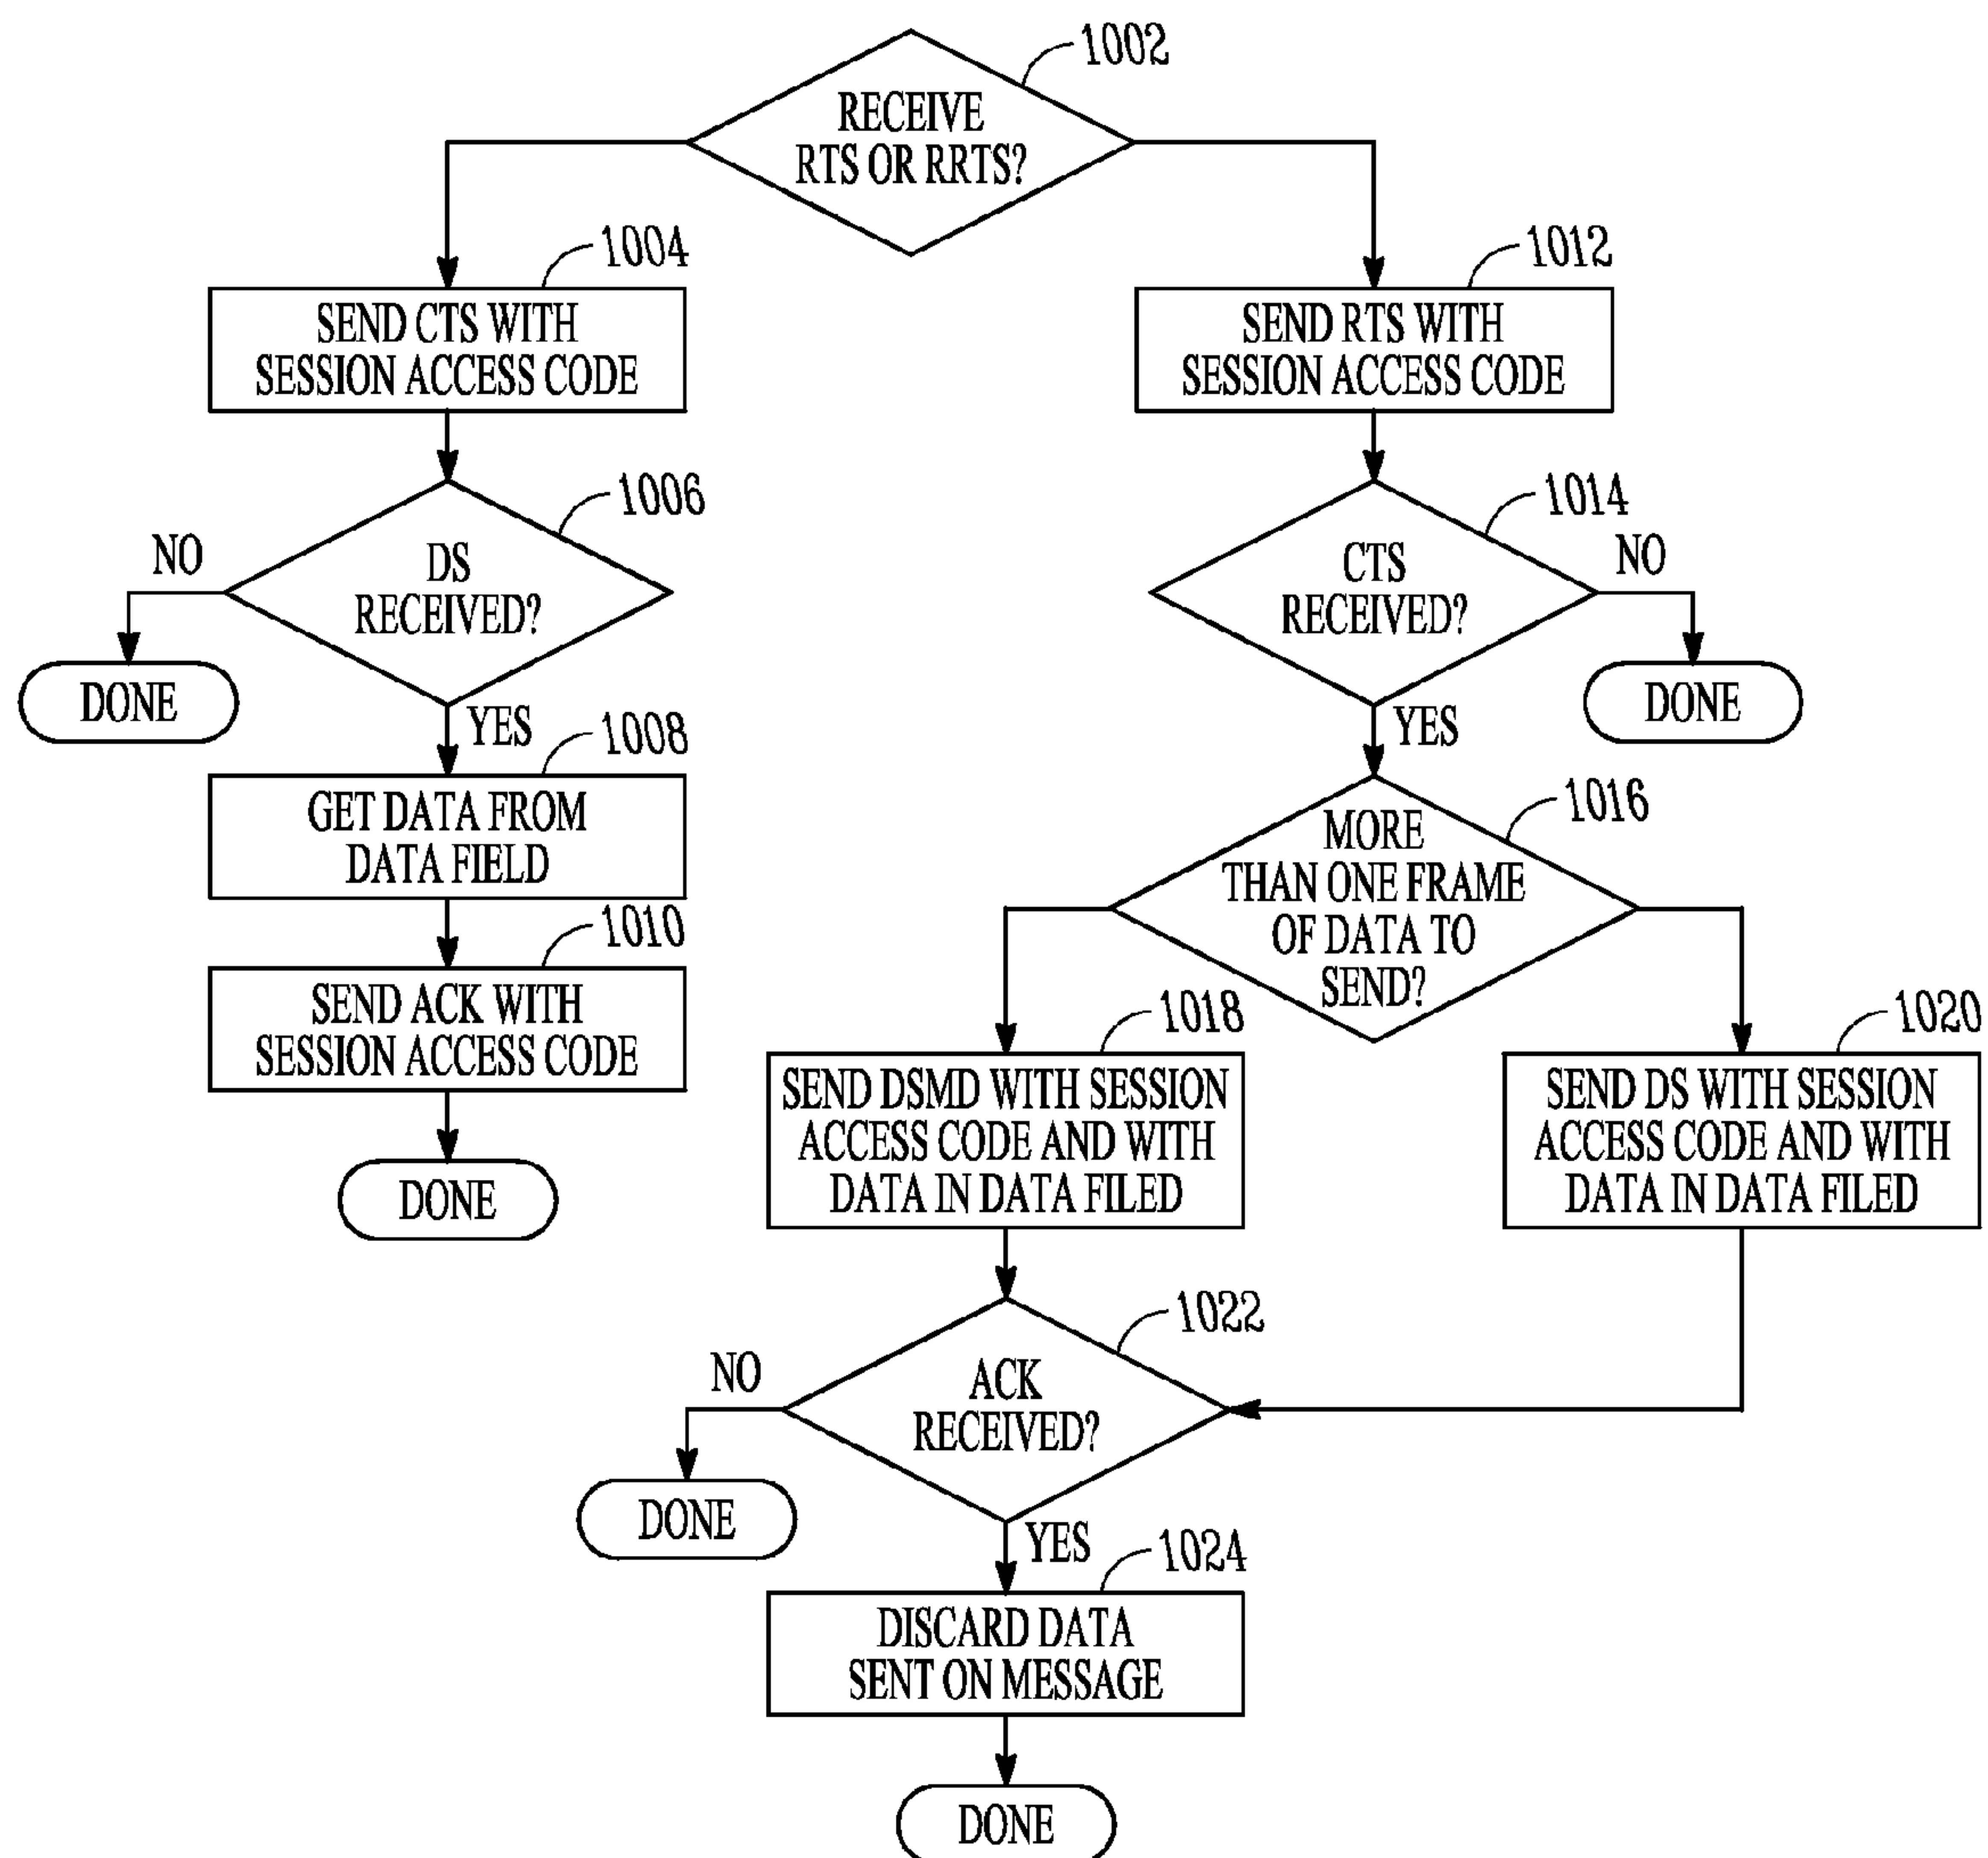 1002
RECEIVE
RTS OR RRTS?
1004
SEND CTS WITH
SESSION ACCESS CODE
1012
SEND RTS WITH
SESSION ACCESS CODE
1006
DS
RECEIVED?
NO
DONE
YES
1014
CTS
RECEIVED?
NO
DONE
YES
1008
GET DATA FROM
DATA FIELD
1010
SEND ACK WITH
SESSION ACCESS CODE
DONE
1016
MORE
THAN ONE FRAME
OF DATA TO
SEND?
1018
SEND DSMD WITH SESSION
ACCESS CODE AND WITH
DATA IN DATA FILED
1020
SEND DS WITH SESSION
ACCESS CODE AND WITH
DATA IN DATA FILED
1022
ACK
RECEIVED?
NO
DONE
YES
1024
DISCARD DATA
SENT ON MESSAGE
DONE